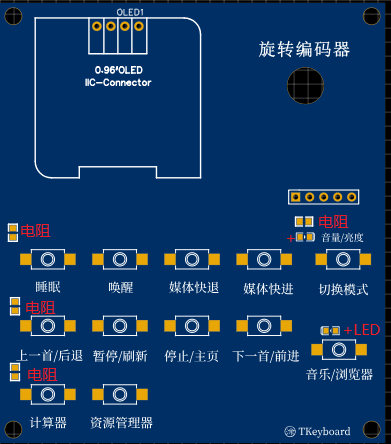 OLED1
旋转编码器
0.96'OLED
IIC-Connector
电阻
电阻
+
音量/亮度
睡眠
唤醒
媒体快退
媒体快进
切换模式
电阻
+LED
上一首/后退
暂停/刷新
停止/主页
下一首/前进
音乐/浏览器
电阻
计算器
资源管理器
TKeyboard